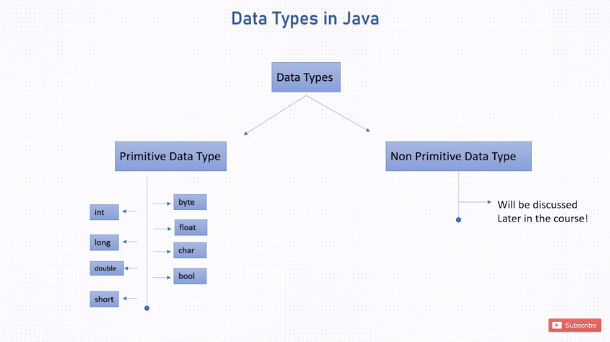 Data Types in Java
Data Types
Primitive Data Type
Non Primitive Data Type
int
long
double
short
byte
float
char
bool
Will be discussed
Later in the course!
Subscribe